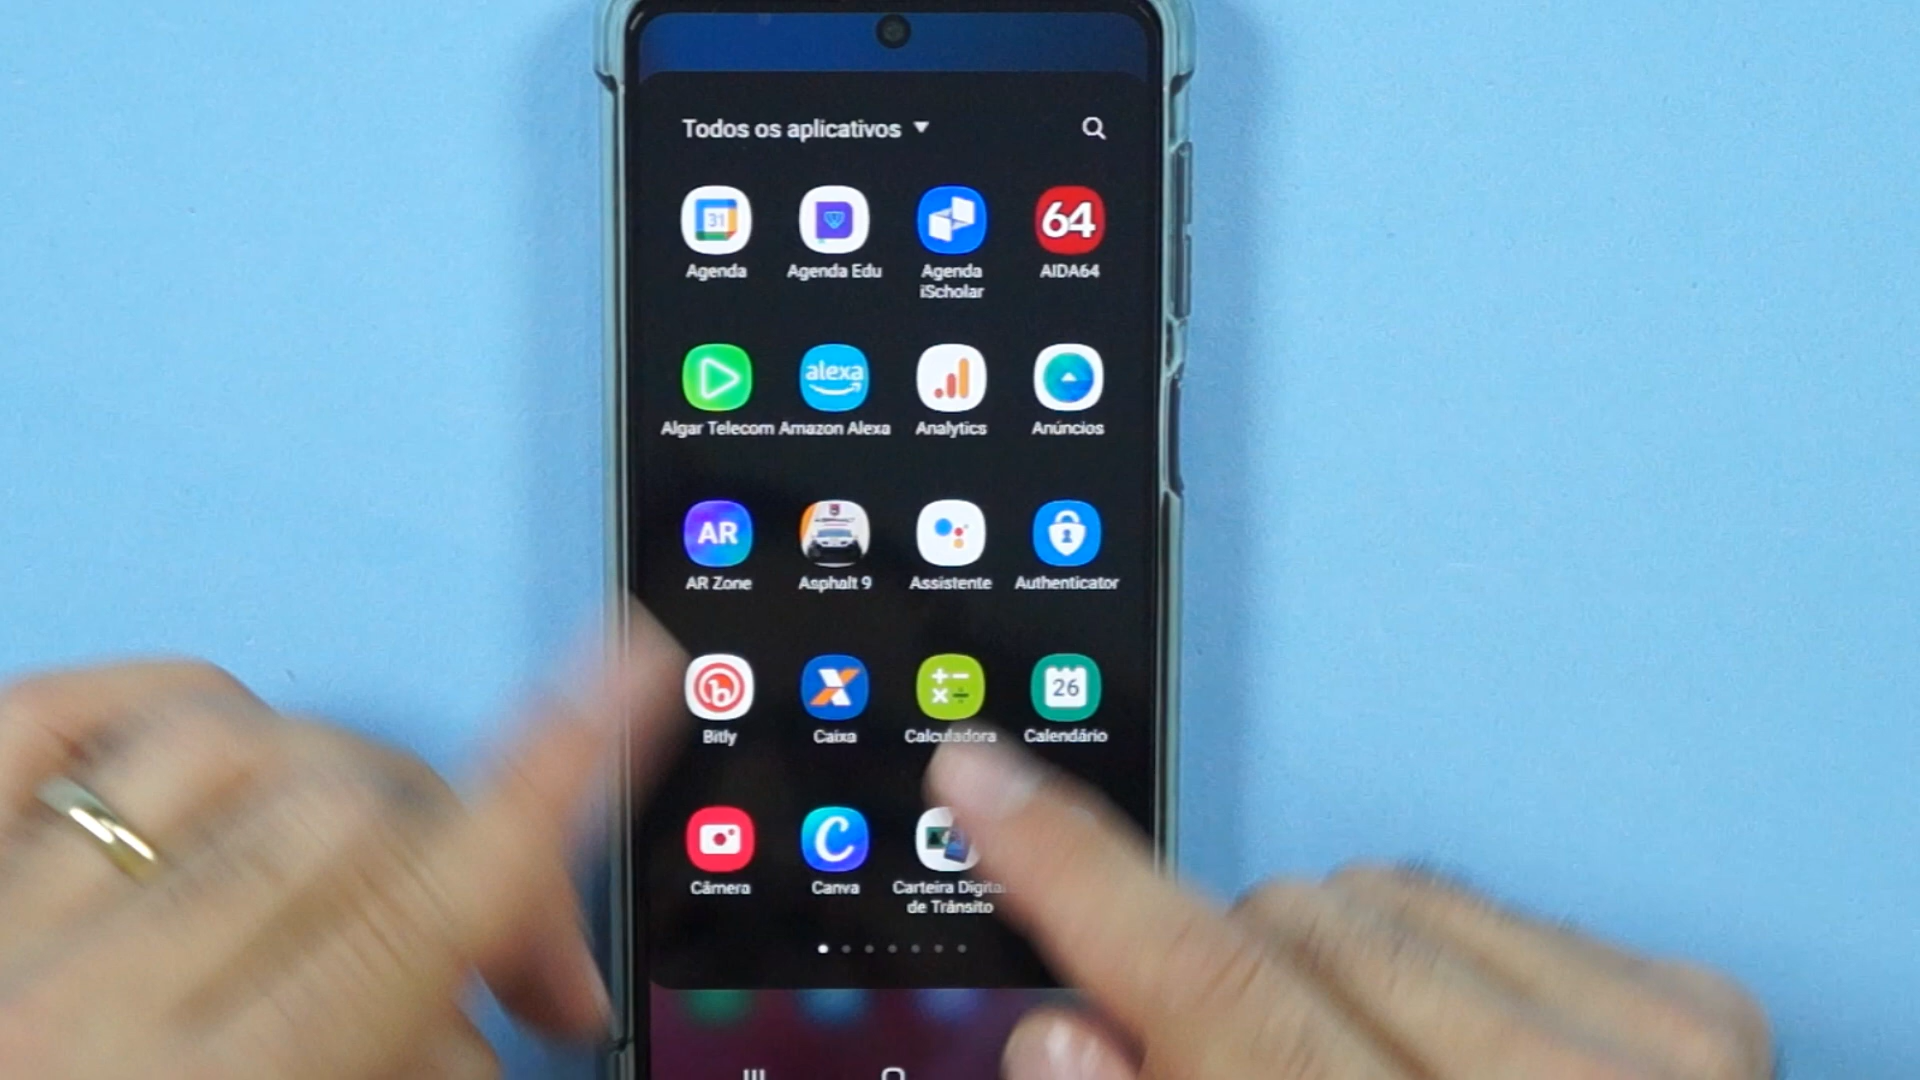 Todos os aplicativos
31
64
Agenda
Agenda Edu
Agenda
iScholar
AIDA64
alexa
Algar Telecom
Amazon Alexa
Analytics
Anúncios
AR
AR Zone
Asphalt 9
Assistente
Authenticator
b
26
Bitly
Caixa
Calculadora
Calendário
C
Câmera
Canva
Carteira Digital
de Trânsito